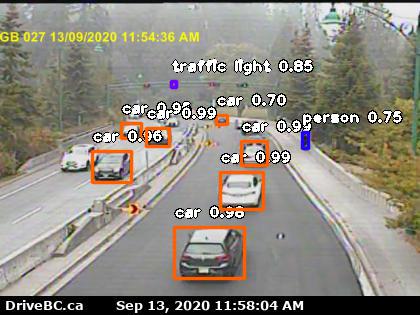 GB 027 13/09/2020 11:54:36 AM
traffic light 0.85
car 0.70
car 0.99
person 0.75
car 0.96
car 0.99
car 0.98
DriveBC.ca Sep 13, 2020 11:58:04 AM